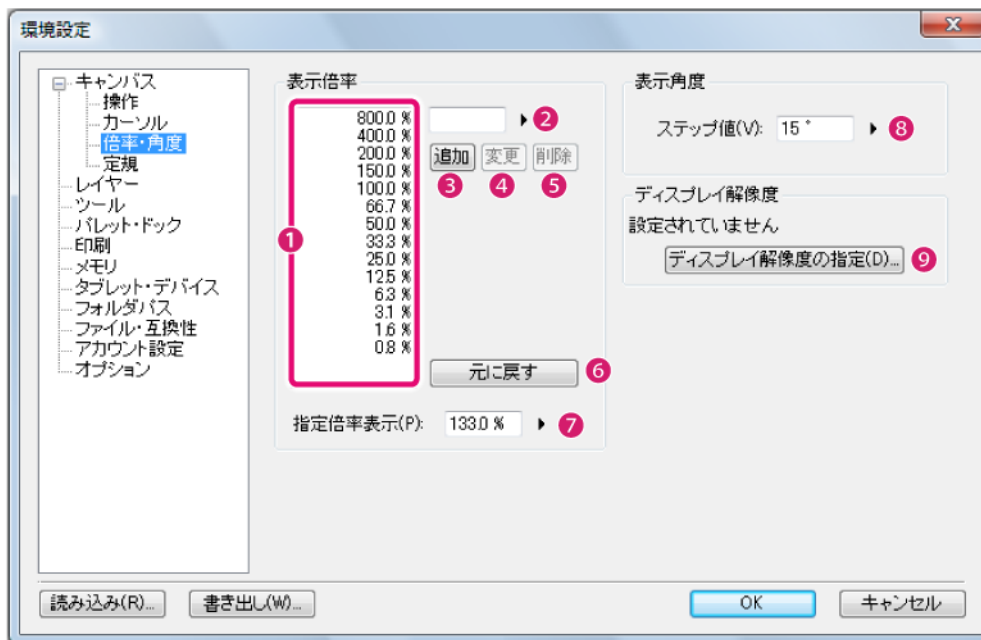 環境設定
X
キャンバス
操作
カーソル
倍率・角度
定規
レイヤー
ツール
パレット・ドック
印刷
メモリ
タブレット・デバイス
フォルダパス
ファイル・互換性
アカウント設定
オプション
表示倍率
800.0 %
400.0 %
200.0 %
150.0 %
100.0 %
66.7 %
50.0 %
33.3 %
25.0 %
12.5 %
6.3 %
3.1 %
1.6 %
0.8 %
1
2
追加 変更 削除
3 4 5
元に戻す 6
指定倍率表示(P): 133.0 % 7
表示角度
ステップ値(V): 15 ° 8
ディスプレイ解像度
設定されていません
ディスプレイ解像度の指定(D)... 9
読み込み(R)... 書き出し(W)... OK キャンセル